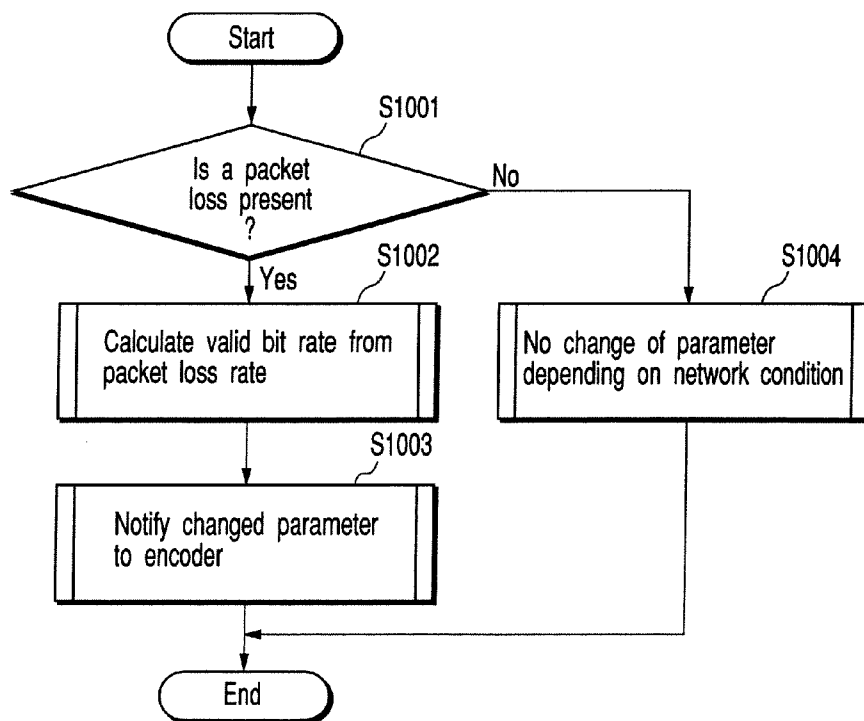 Start
S1001
Is a packet
loss present
?
No
Yes
S1002
Calculate valid bit rate from
packet loss rate
S1004
No change of parameter
depending on network condition
S1003
Notify changed parameter
to encoder
End